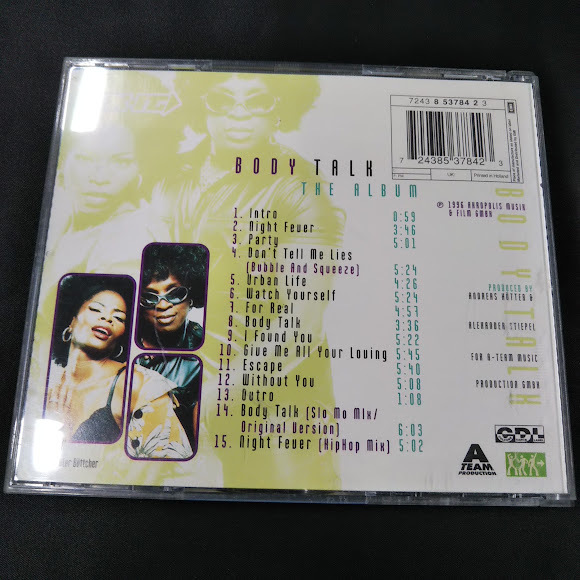 7243 8 53784 2 3
7 24385 37842 3
UK
Printed in Holland
BODY TALK
THE ALBUM
℗ 1996 AKROPOLIS MUSIK
& FILM GMBH
1. Intro 0:59
2. Night Fever 3:46
3. Party 5:01
4. Don't Tell Me Lies
(Bubble And Squeeze) 5:24
5. Urban Life 4:26
6. Watch Yourself 5:24
7. For Real 4:57
8. Body Talk 3:36
9. I Found You 5:22
10. Give Me All Your Loving 5:45
11. Escape 5:40
12. Without You 5:08
13. Outro 1:08
14. Body Talk (Slo Mo Mix/
Original Version) 6:03
15. Night Fever (HipHop Mix) 5:02
BODY TALK
PRODUCED BY
ANDREAS HÖTTER &
ALEXANDER STIEPEL
FOR A-TEAM MUSIC
PRODUCTION GMBH
A
TEAM
PRODUCTION
CDL
Böttcher